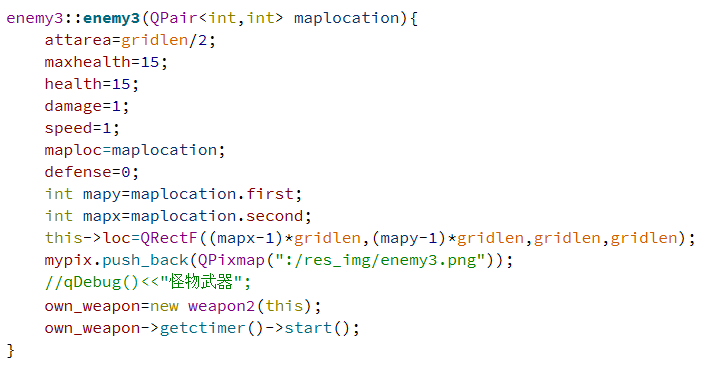 enemy3::enemy3(QPair<int,int> maplocation){
    attarea=gridlen/2;
    maxhealth=15;
    health=15;
    damage=1;
    speed=1;
    maploc=maplocation;
    defense=0;
    int mapy=maplocation.first;
    int mapx=maplocation.second;
    this->loc=QRectF((mapx-1)*gridlen,(mapy-1)*gridlen,gridlen,gridlen);
    mypix.push_back(QPixmap(":/res_img/enemy3.png"));
    //qDebug()<<"怪物武器";
    own_weapon=new weapon2(this);
    own_weapon->getctimer()->start();
}